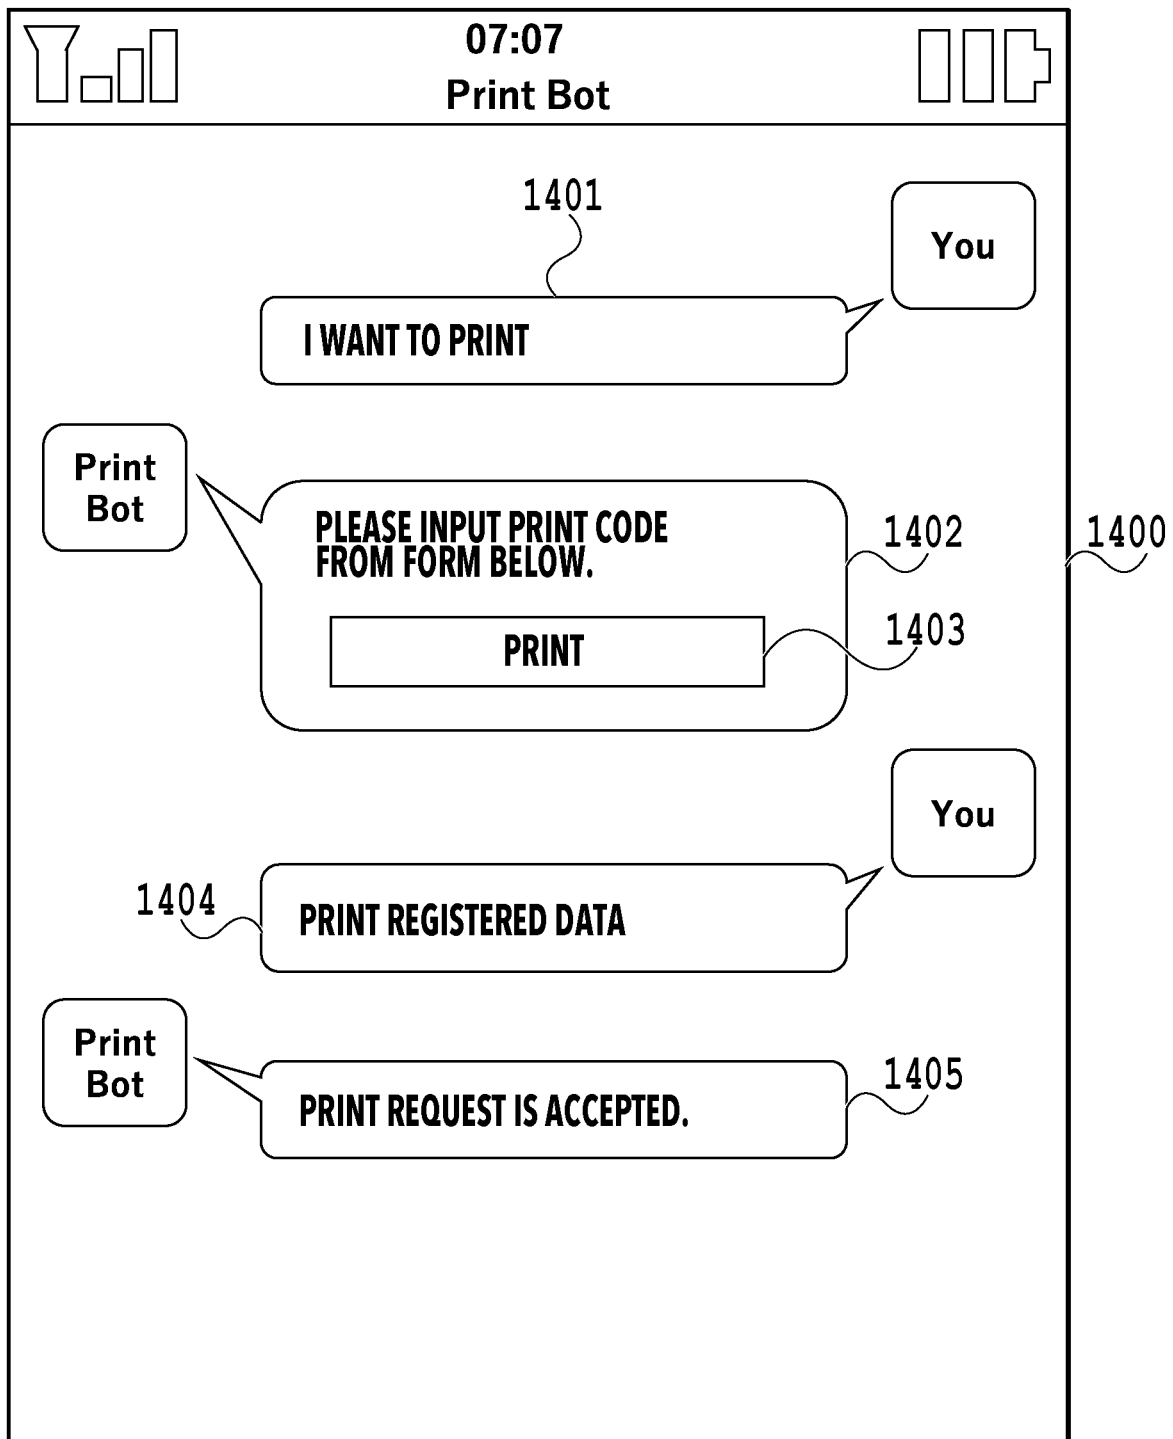 07:07
Print Bot
1401
You
I WANT TO PRINT
Print
Bot
PLEASE INPUT PRINT CODE
FROM FORM BELOW.
1402
1400
PRINT
1403
You
1404
PRINT REGISTERED DATA
Print
Bot
PRINT REQUEST IS ACCEPTED.
1405